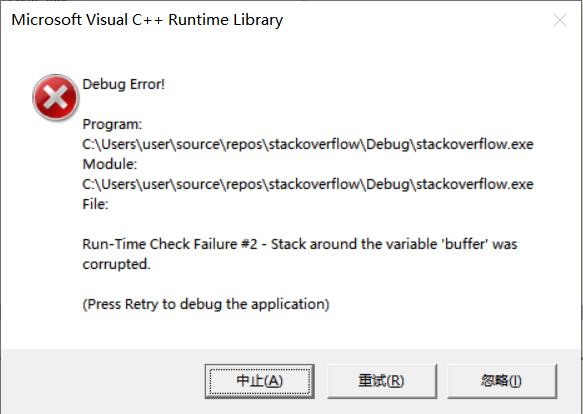 Microsoft Visual C++ Runtime Library
Debug Error!
Program:
C:\Users\user\source\repos\stackoverflow\Debug\stackoverflow.exe
Module:
C:\Users\user\source\repos\stackoverflow\Debug\stackoverflow.exe
File:
Run-Time Check Failure #2 - Stack around the variable 'buffer' was
corrupted.
(Press Retry to debug the application)
中止(A) 重试(R) 忽略(I)